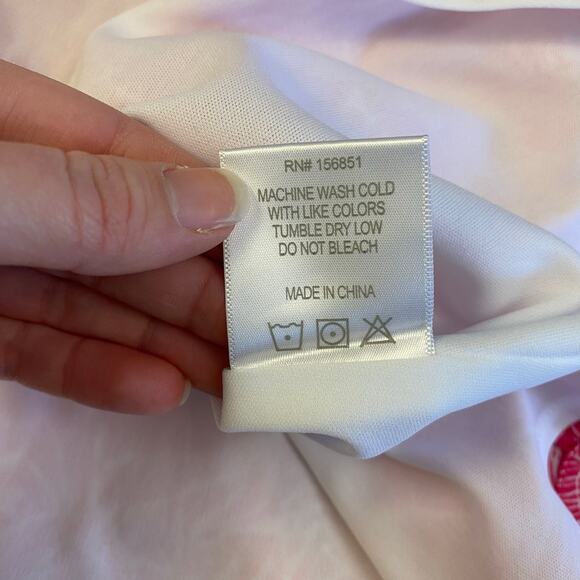 RN# 156851
MACHINE WASH COLD
WITH LIKE COLORS
TUMBLE DRY LOW
DO NOT BLEACH
MADE IN CHINA